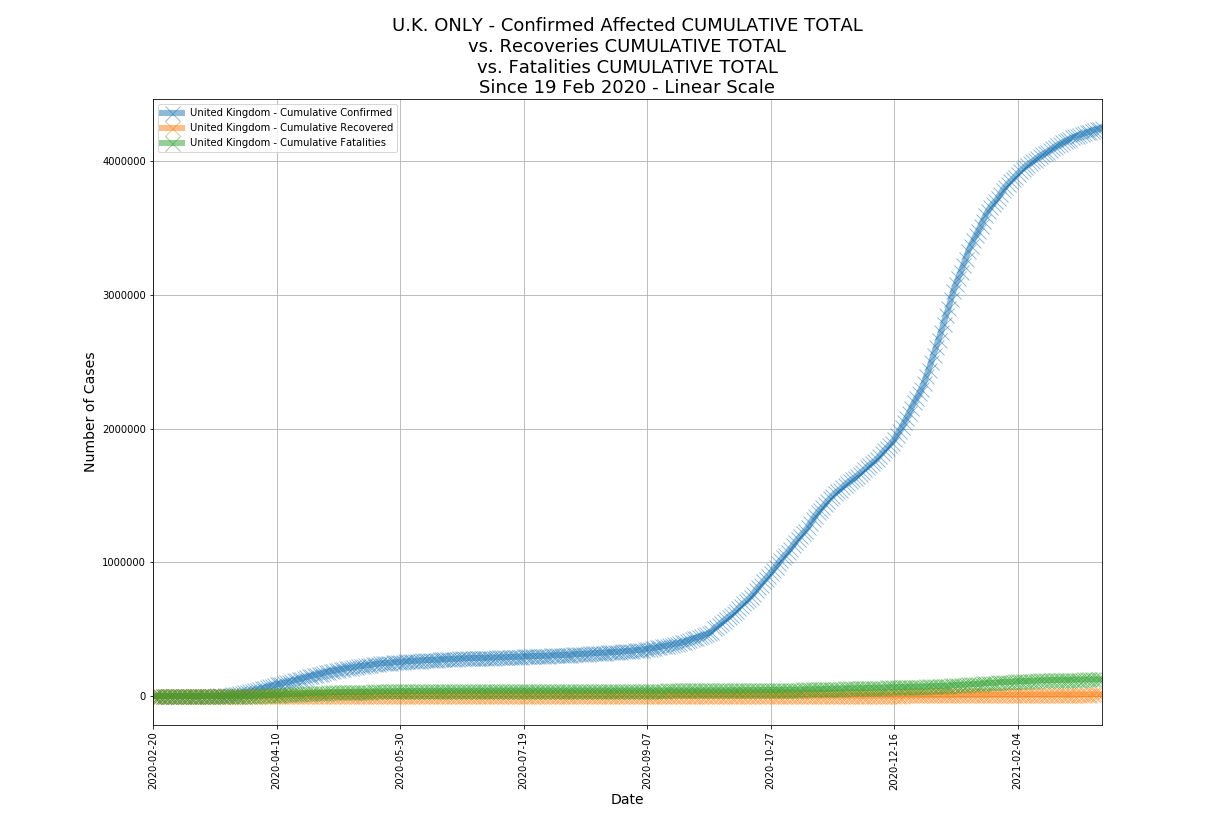 U.K. ONLY - Confirmed Affected CUMULATIVE TOTAL
vs. Recoveries CUMULATIVE TOTAL
vs. Fatalities CUMULATIVE TOTAL
Since 19 Feb 2020 - Linear Scale
United Kingdom - Cumulative Confirmed
United Kingdom - Cumulative Recovered
United Kingdom - Cumulative Fatalities
Number of Cases
4000000
3000000
2000000
1000000
0
2020-02-20
2020-04-10
2020-05-30
2020-07-19
2020-09-07
2020-10-27
2020-12-16
2021-02-04
Date